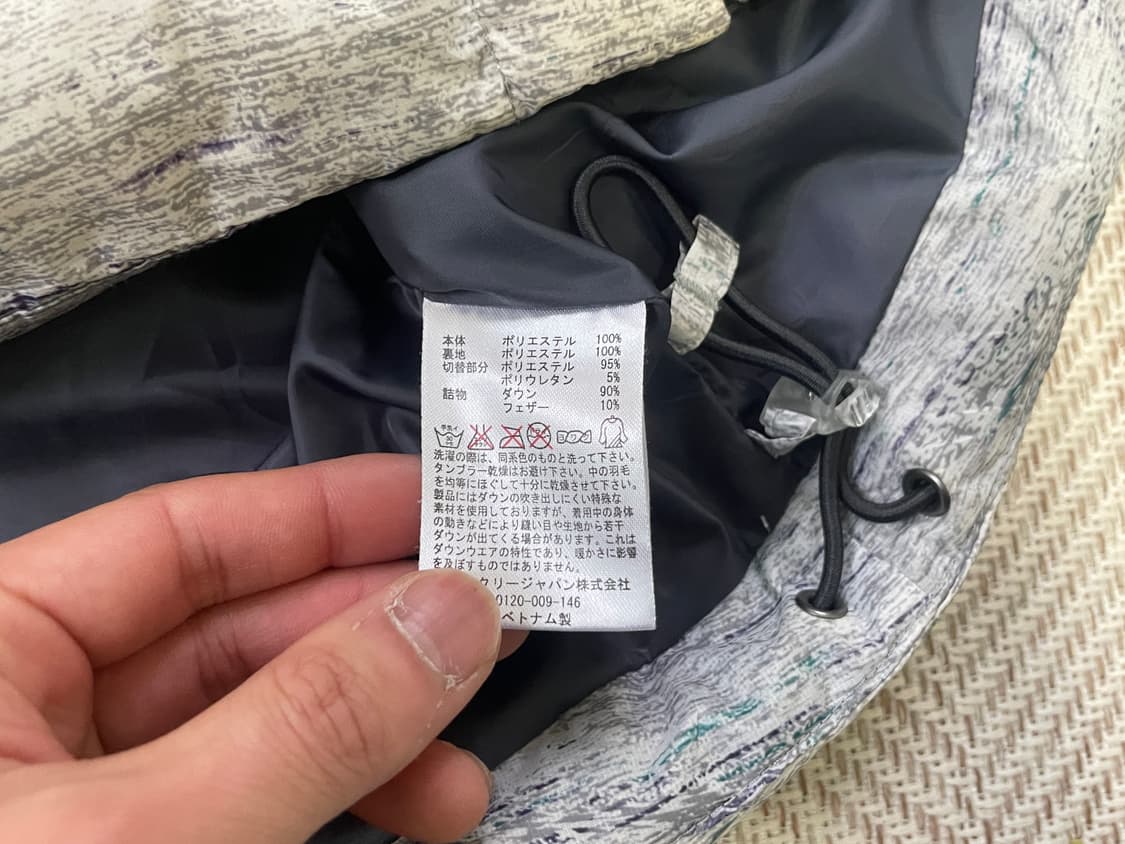 本体 ポリエステル 100%
裏地 ポリエステル 100%
切替部分 ポリエステル 95%
ポリウレタン 5%
詰物 ダウン 90%
フェザー 10%
洗濯の際は、同系色のものと洗って下さい。
タンブラー乾燥はお避け下さい。中の羽毛
を均等にほぐして十分に乾燥させて下さい。
製品にはダウンの吹き出しにくい特殊な
素材を使用しておりますが、着用中の身体
の動きなどにより縫い目や生地から若干
ダウンが出てくる場合があります。これは
ダウンウエアの特性であり、暖かさに影響
を及ぼすものではありません。
クリージャパン株式会社
0120-009-146
ベトナム製